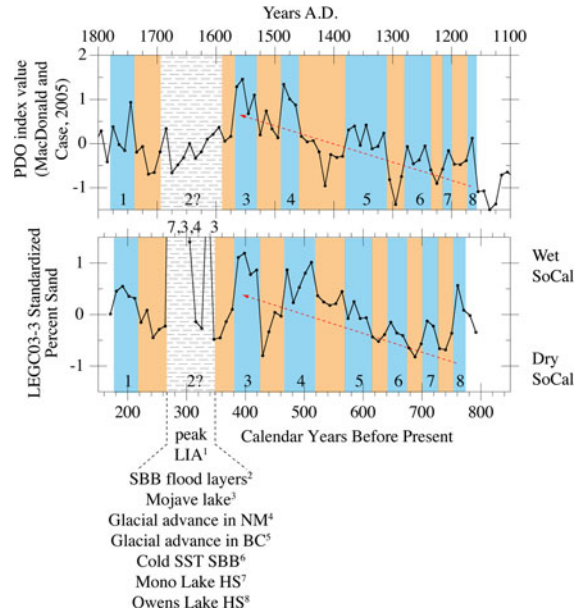 Years A.D.
1800 1700 1600 1500 1400 1300 1200 1100
PDO index value
(MacDonald and
Case, 2005)
2
1
0
-1
1 2? 3 4 5 6 7 8
7,3,4 3
LEGC03-3 Standardized
Percent Sand
1
0
-1
Wet
SoCal
Dry
SoCal
1 2? 3 4 5 6 7 8
200 300 400 500 600 700 800
Calendar Years Before Present
peak
LIA¹
SBB flood layers²
Mojave lake³
Glacial advance in NM⁴
Glacial advance in BC⁵
Cold SST SBB⁶
Mono Lake HS⁷
Owens Lake HS⁸